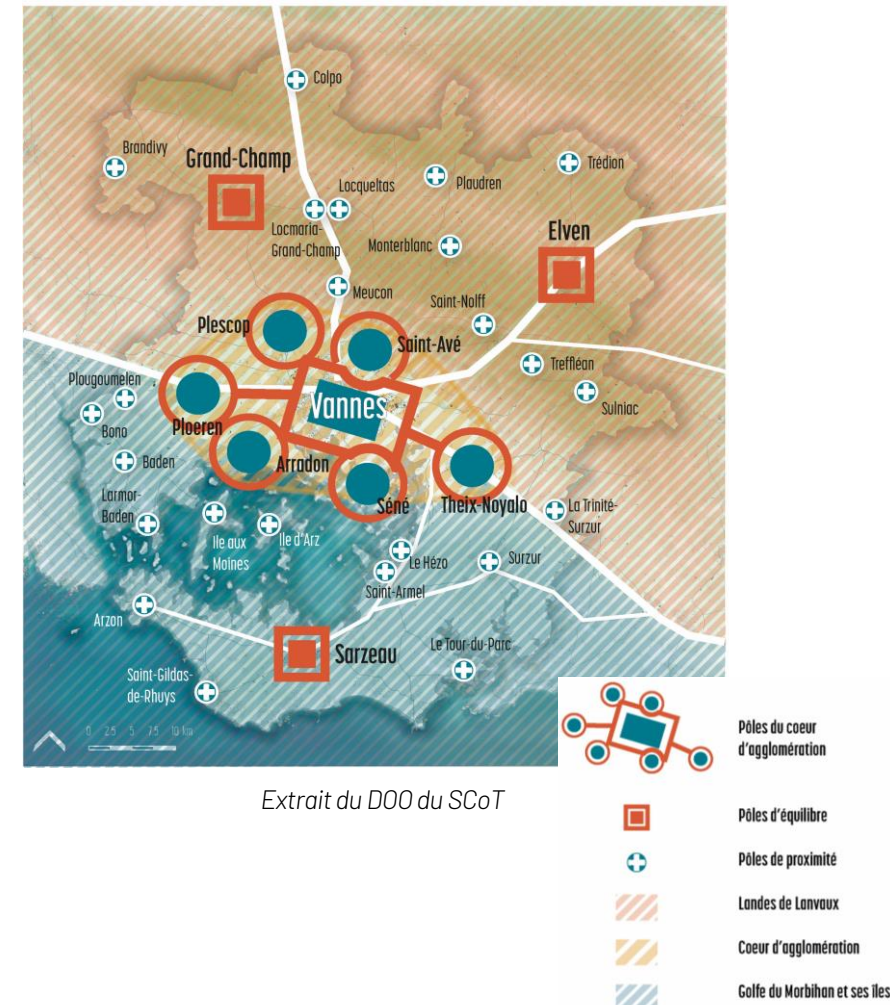 Colpo
Brandivy
Grand-Champ
Locqueltas
Plaudren
Trédion
Locmaria-
Grand-Champ
Monterblanc
Elven
Meucon
Saint-Nolff
Plescop
Saint-Avé
Treffléan
Plougoumelen
Vannes
Sulniac
Bono
Ploeren
Baden
Arradon
Larmor-
Baden
Séné
Theix-Noyalo
La Trinité-
Surzur
Ile aux
Moines
Ile d'Arz
Le Hézo
Surzur
Saint-Armel
Arzon
Sarzeau
Le Tour-du-Parc
Saint-Gildas-
de-Rhuys
0 2.5 5 7.5 10 km
Extrait du DOO du SCoT
Pôles du coeur
d'agglomération
Pôles d'équilibre
Pôles de proximité
Landes de Lanvaux
Coeur d'agglomération
Golfe du Morbihan et ses îles